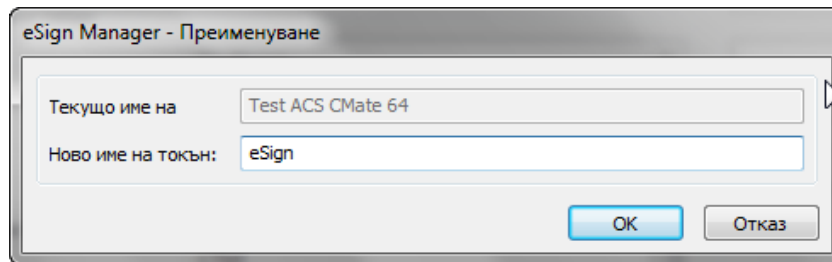 eSign Manager - Преименуване
Текущо име на
Test ACS CMate 64
Ново име на токън:
eSign
OK
Отказ